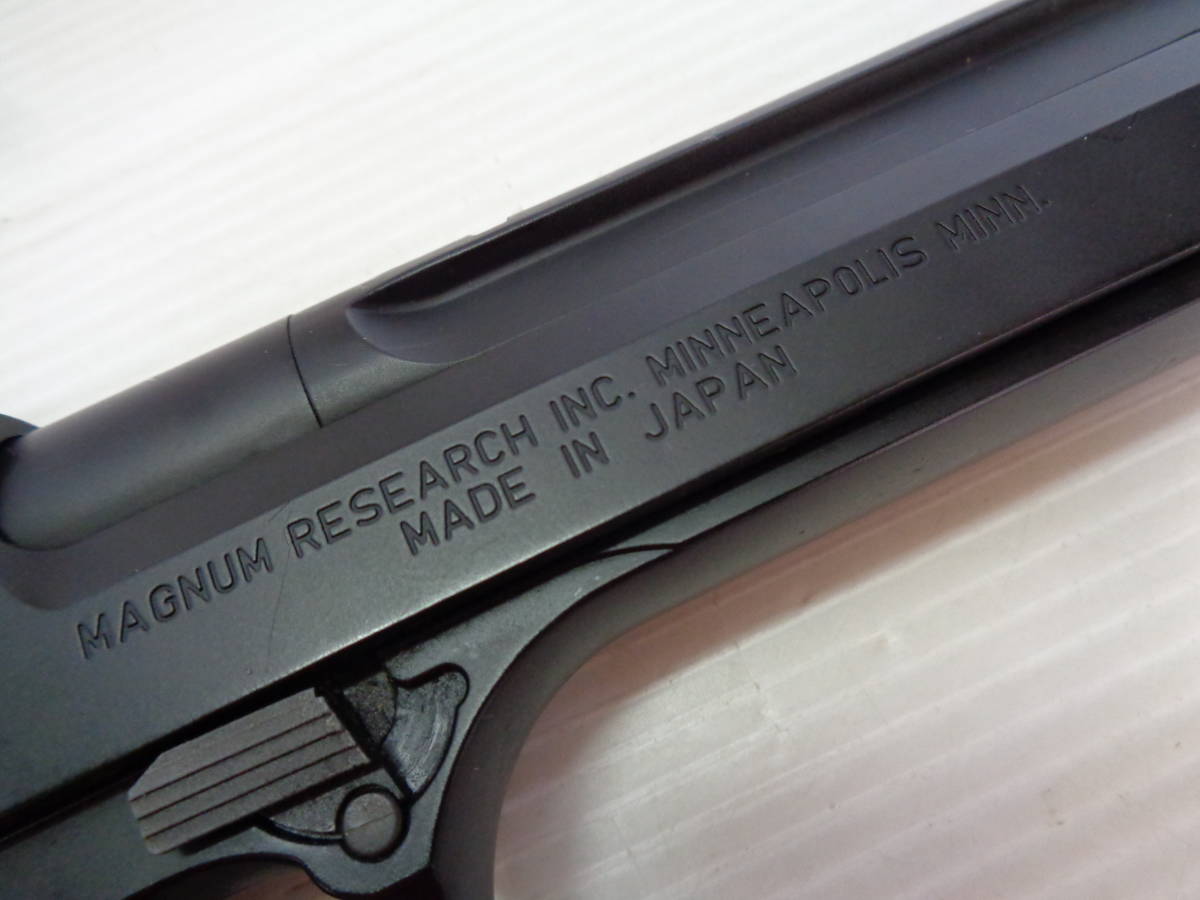 MAGNUM RESEARCH INC. MINNEAPOLIS MINN.
MADE IN JAPAN